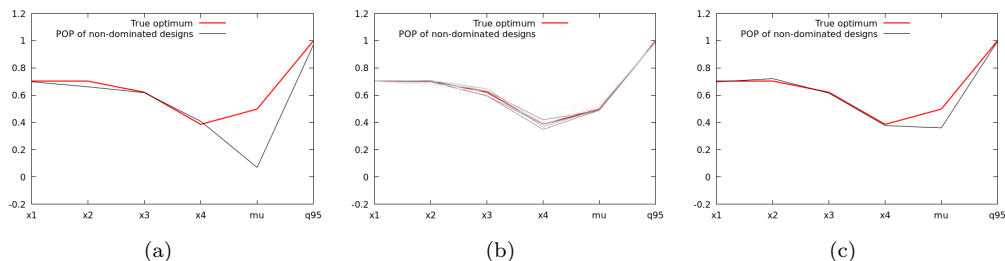 1.2
1
0.8
0.6
0.4
0.2
0
-0.2
True optimum
POP of non-dominated designs
x1 x2 x3 x4 mu q95
(a)
1.2
1
0.8
0.6
0.4
0.2
0
-0.2
True optimum
POP of non-dominated designs
x1 x2 x3 x4 mu q95
(b)
1.2
1
0.8
0.6
0.4
0.2
0
-0.2
True optimum
POP of non-dominated designs
x1 x2 x3 x4 mu q95
(c)